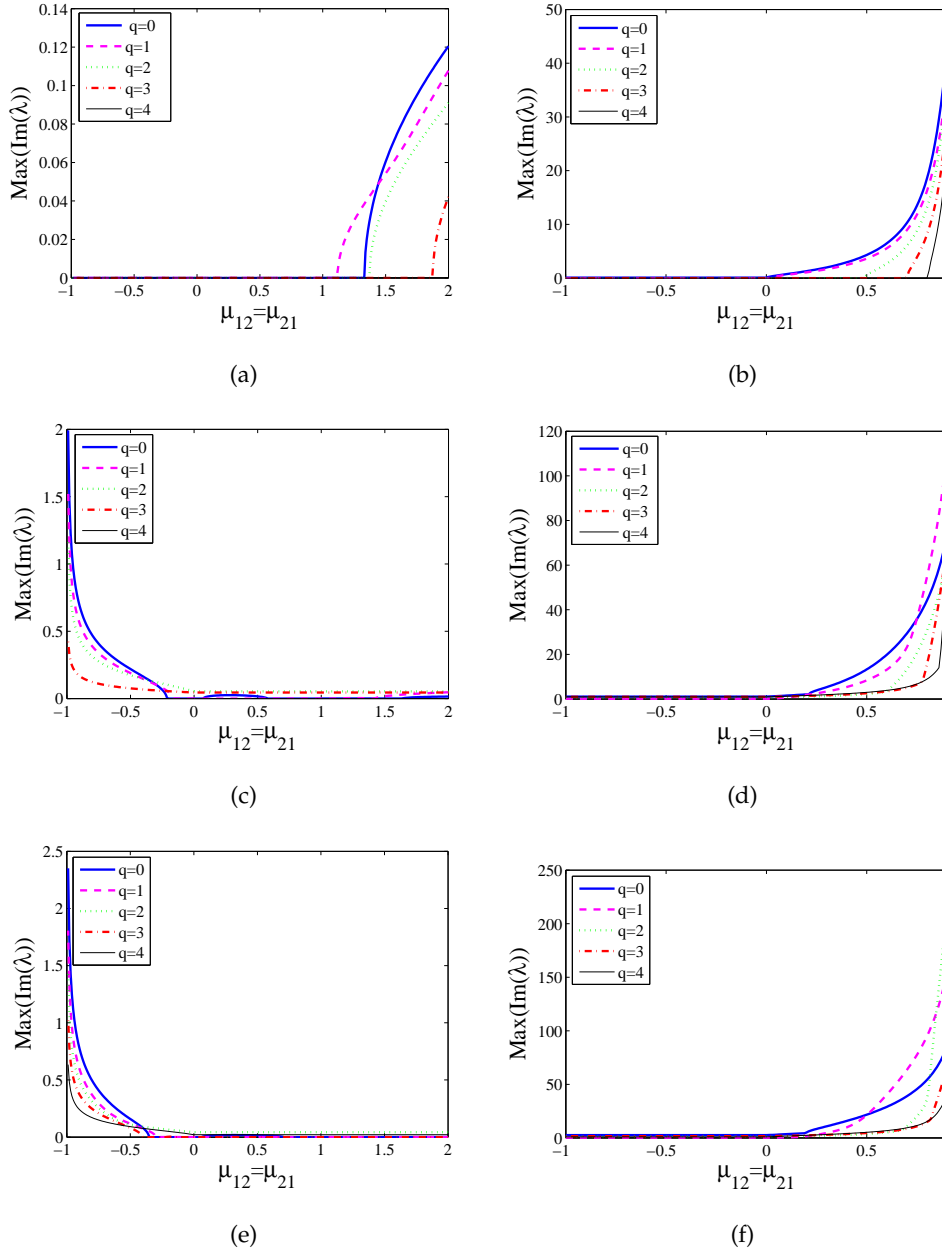 0.14
0.12
0.1
0.08
0.06
0.04
0.02
0
Max(Im(λ))
q=0
q=1
q=2
q=3
q=4
−1 −0.5 0 0.5 1 1.5 2
μ12=μ21
(a)
50
40
30
20
10
0
Max(Im(λ))
q=0
q=1
q=2
q=3
q=4
−1 −0.5 0 0.5
μ12=μ21
(b)
2
1.5
1
0.5
0
Max(Im(λ))
q=0
q=1
q=2
q=3
q=4
−1 −0.5 0 0.5 1 1.5 2
μ12=μ21
(c)
120
100
80
60
40
20
0
Max(Im(λ))
q=0
q=1
q=2
q=3
q=4
−1 −0.5 0 0.5
μ12=μ21
(d)
2.5
2
1.5
1
0.5
0
Max(Im(λ))
q=0
q=1
q=2
q=3
q=4
−1 −0.5 0 0.5 1 1.5 2
μ12=μ21
(e)
250
200
150
100
50
0
Max(Im(λ))
q=0
q=1
q=2
q=3
q=4
−1 −0.5 0 0.5
μ12=μ21
(f)